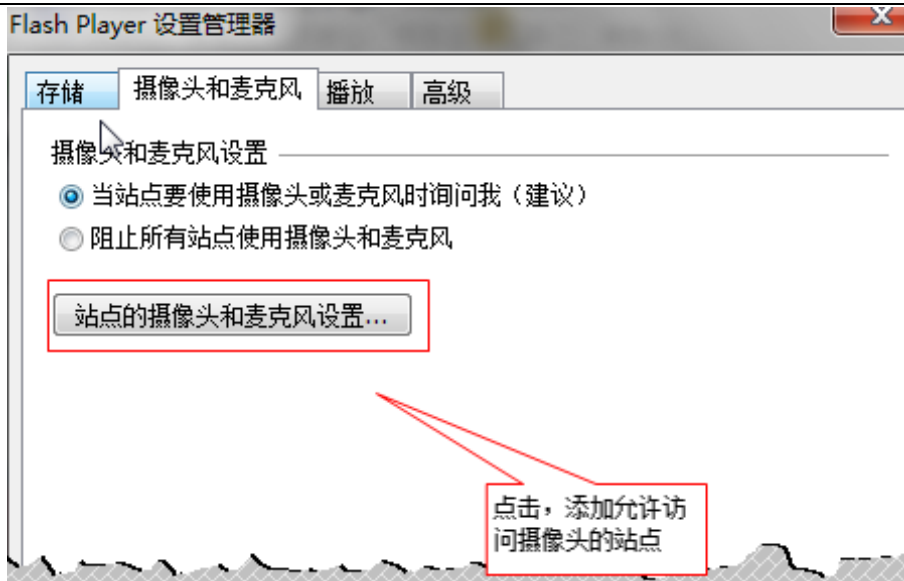 Flash Player 设置管理器
存储 摄像头和麦克风 播放 高级
摄像头和麦克风设置
当站点要使用摄像头或麦克风时询问我（建议）
阻止所有站点使用摄像头和麦克风
站点的摄像头和麦克风设置...
点击，添加允许访
问摄像头的站点